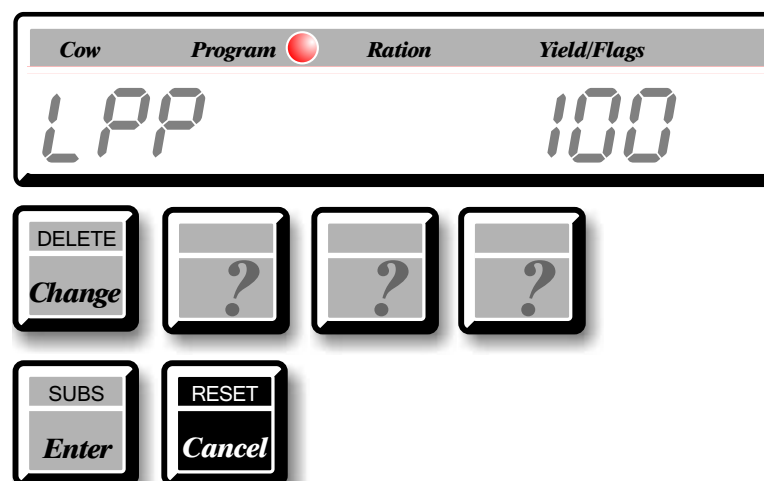 Cow Program Ration Yield/Flags
LPP 100
DELETE
Change ? ? ?
SUBS RESET
Enter Cancel